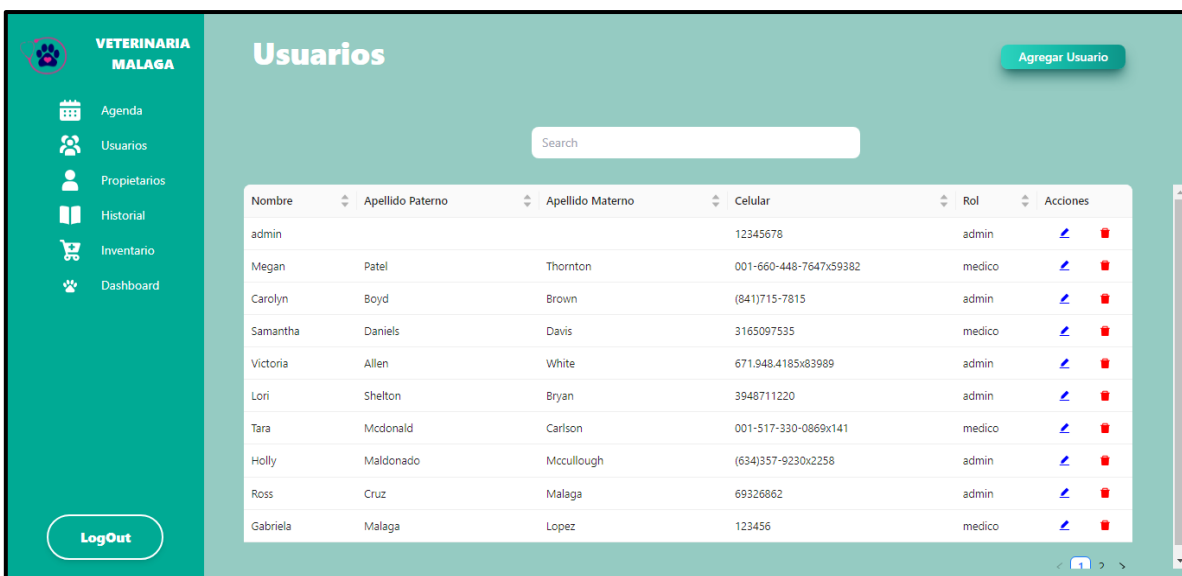 VETERINARIA
MALAGA
Agenda
Usuarios
Propietarios
Historial
Inventario
Dashboard
LogOut
Usuarios
Agregar Usuario
Search
Nombre Apellido Paterno Apellido Materno Celular Rol Acciones
admin 12345678 admin
Megan Patel Thornton 001-660-448-7647x59382 medico
Carolyn Boyd Brown (841)715-7815 admin
Samantha Daniels Davis 3165097535 medico
Victoria Allen White 671.948.4185x83989 admin
Lori Shelton Bryan 3948711220 admin
Tara Mcdonald Carlson 001-517-330-0869x141 medico
Holly Maldonado Mccullough (634)357-9230x2258 admin
Ross Cruz Malaga 69326862 admin
Gabriela Malaga Lopez 123456 medico
< 1 2 >